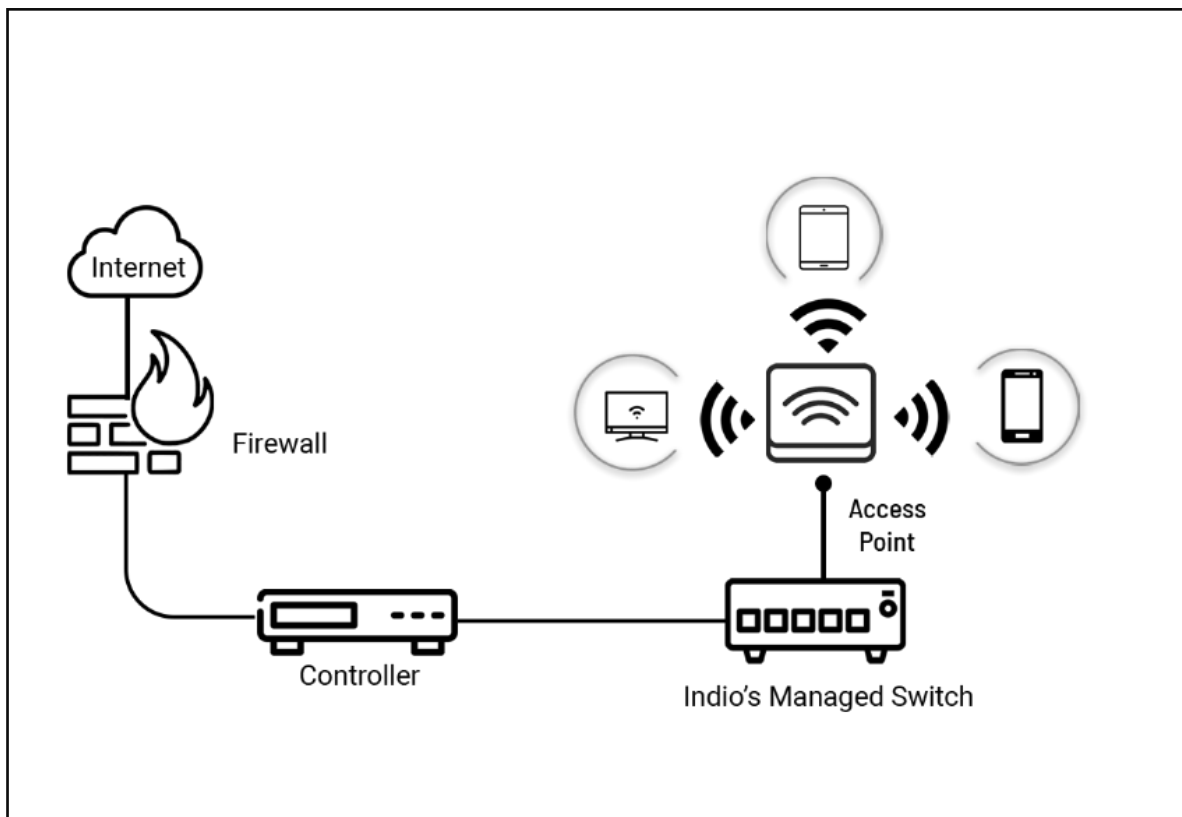 Internet
Firewall
Access
Point
Controller
Indio's Managed Switch